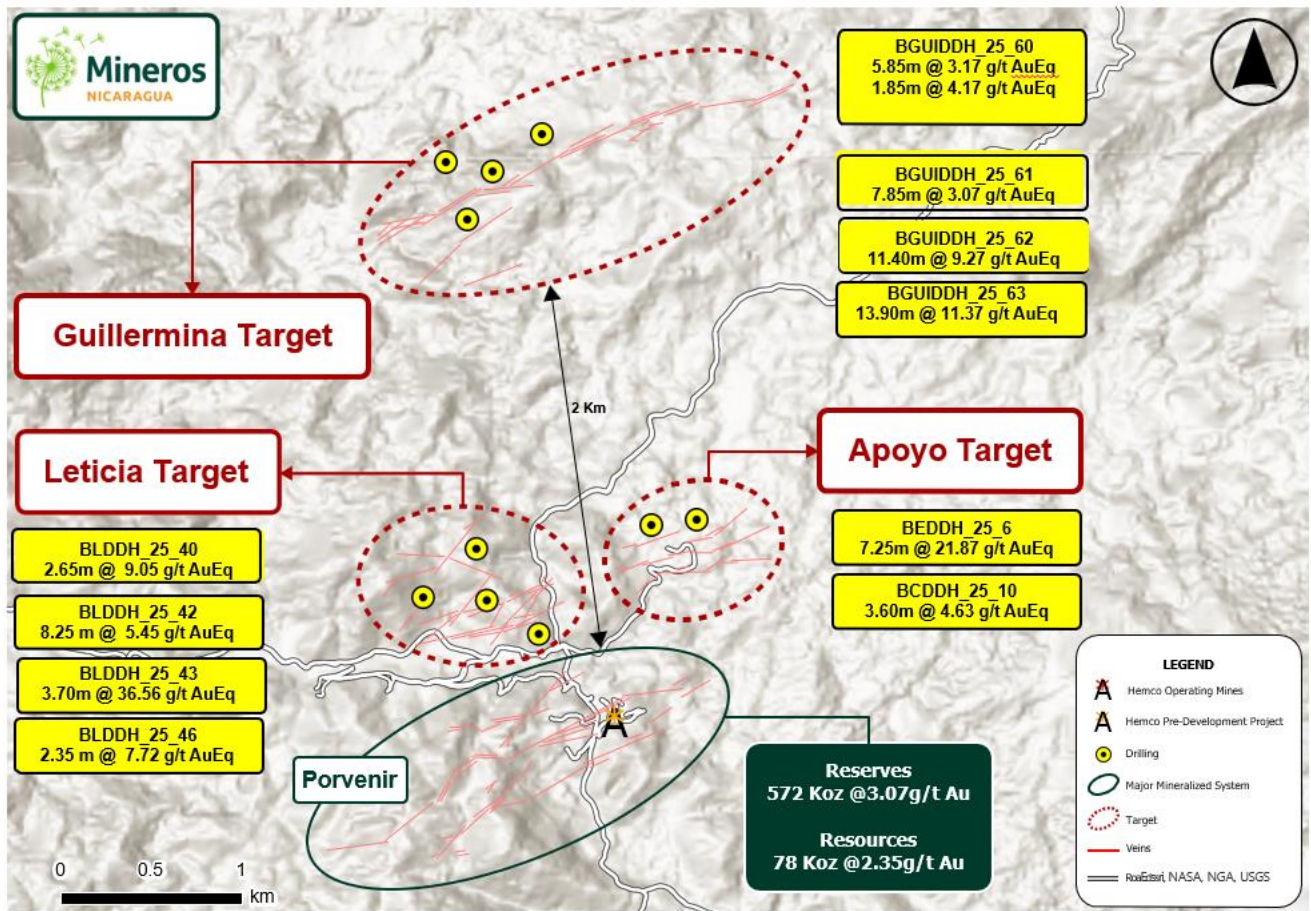 Mineros
NICARAGUA
BGUIDDH_25_60
5.85m @ 3.17 g/t AuEq
1.85m @ 4.17 g/t AuEq
BGUIDDH_25_61
7.85m @ 3.07 g/t AuEq
BGUIDDH_25_62
11.40m @ 9.27 g/t AuEq
BGUIDDH_25_63
13.90m @ 11.37 g/t AuEq
Guillermina Target
2 Km
Leticia Target
Apoyo Target
BLDDH_25_40
2.65m @ 9.05 g/t AuEq
BLDDH_25_42
8.25 m @ 5.45 g/t AuEq
BLDDH_25_43
3.70m @ 36.56 g/t AuEq
BLDDH_25_46
2.35 m @ 7.72 g/t AuEq
BEDDH_25_6
7.25m @ 21.87 g/t AuEq
BCDDH_25_10
3.60m @ 4.63 g/t AuEq
Porvenir
Reserves
572 Koz @3.07g/t Au
Resources
78 Koz @2.35g/t Au
LEGEND
Hemco Operating Mines
Hemco Pre-Development Project
Drilling
Major Mineralized System
Target
Veins
NASA, NGA, USGS
0 0.5 1
km